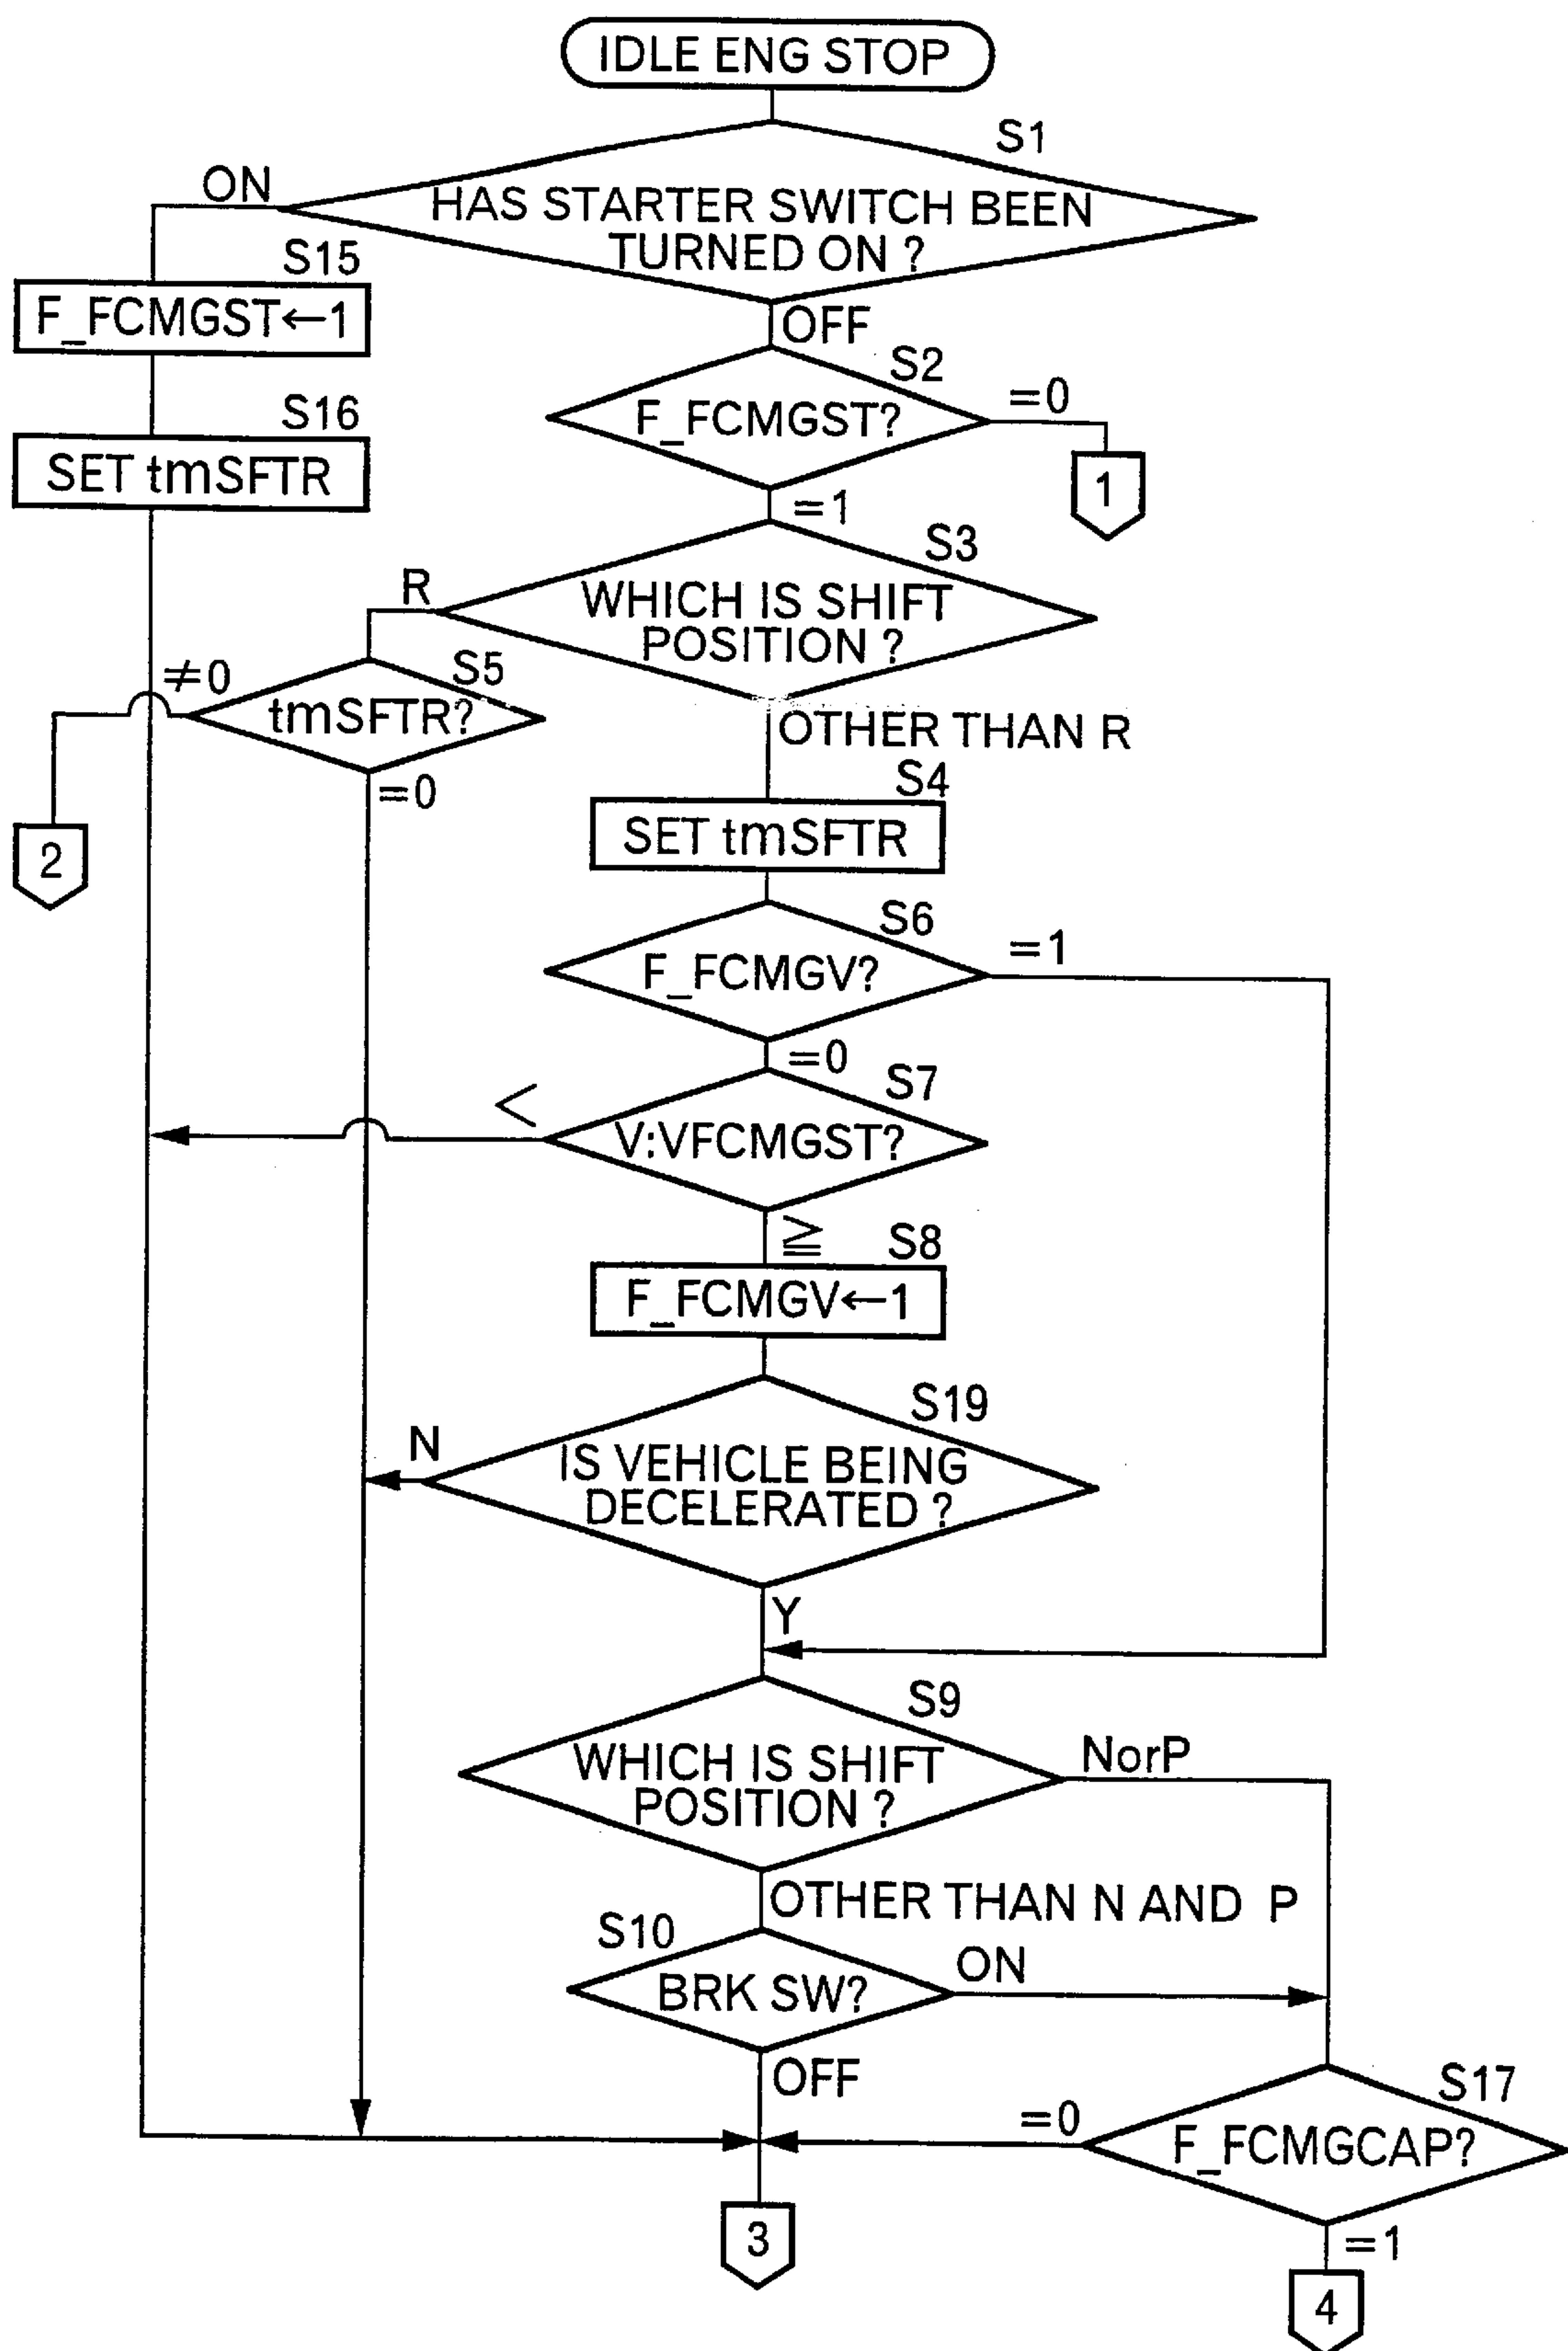 IDLE ENG STOP
S1
ON
HAS STARTER SWITCH BEEN
TURNED ON ?
S15
F_FCMGST←1
OFF
S2
F_FCMGST?
=0
1
S16
SET tmSFTR
=1
S3
R
WHICH IS SHIFT
POSITION ?
≠0
S5
tmSFTR?
=0
2
OTHER THAN R
S4
SET tmSFTR
S6
F_FCMGV?
=1
=0
S7
<
V:VFCMGST?
≧
S8
F_FCMGV←1
S19
N
IS VEHICLE BEING
DECELERATED ?
Y
S9
WHICH IS SHIFT
POSITION ?
NorP
OTHER THAN N AND P
S10
BRK SW?
ON
OFF
S17
=0
F_FCMGCAP?
=1
3
4